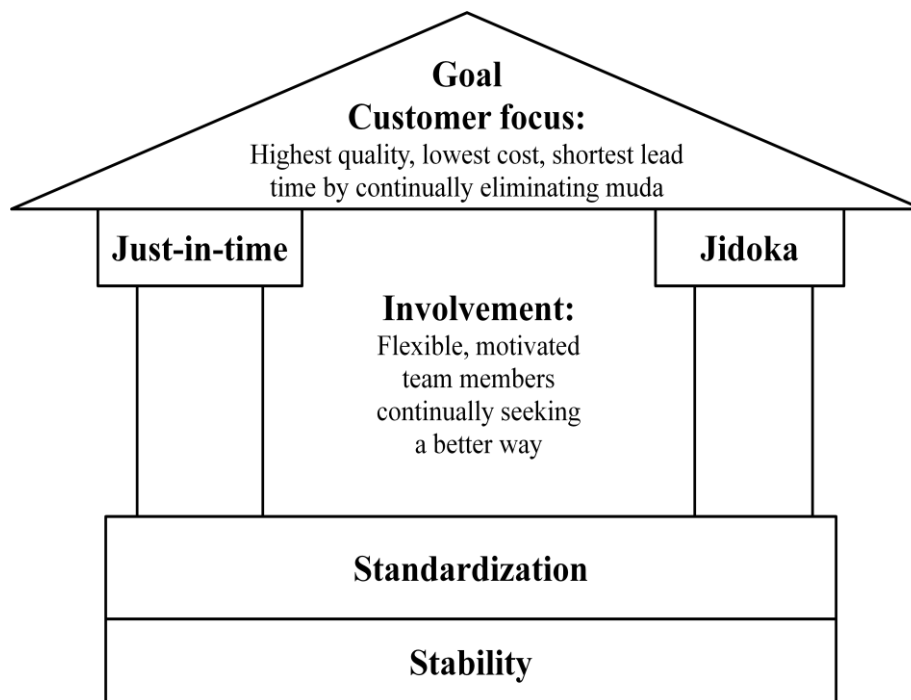 Goal
Customer focus:
Highest quality, lowest cost, shortest lead
time by continually eliminating muda
Just-in-time
Jidoka
Involvement:
Flexible, motivated
team members
continually seeking
a better way
Standardization
Stability